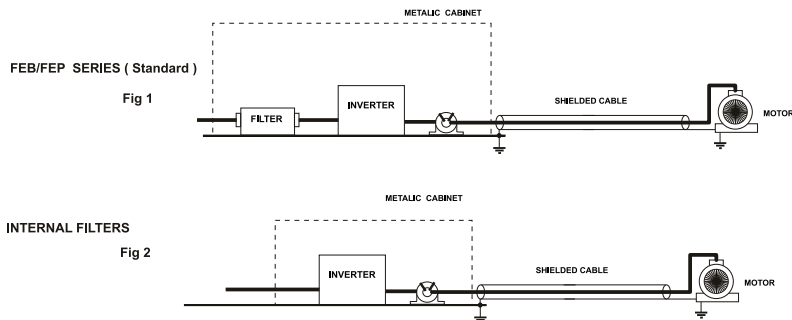 METALIC CABINET
FEB/FEP SERIES ( Standard )
Fig 1
FILTER
INVERTER
SHIELDED CABLE
MOTOR
METALIC CABINET
INTERNAL FILTERS
Fig 2
INVERTER
SHIELDED CABLE
MOTOR